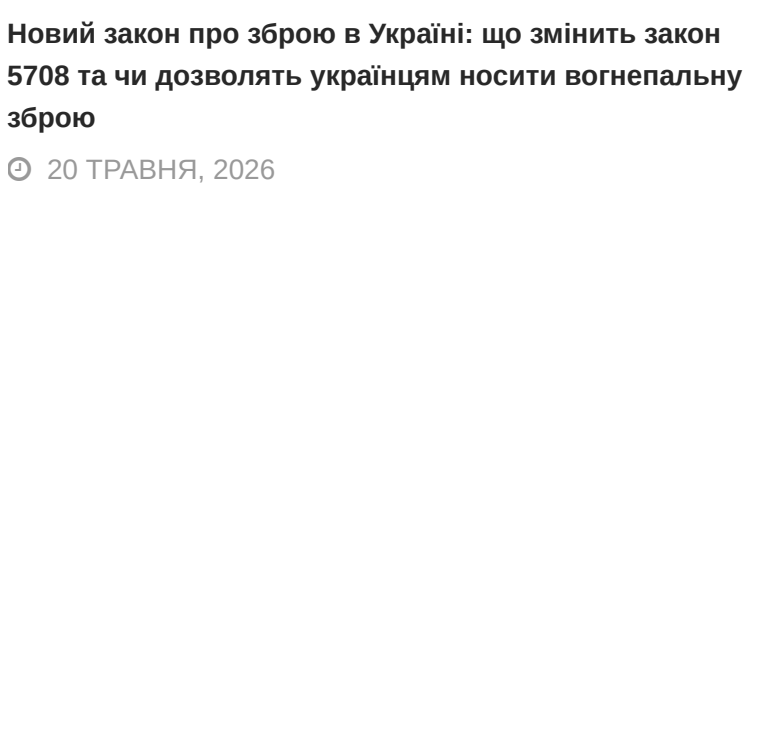 Новий закон про зброю в Україні: що змінить закон
5708 та чи дозволять українцям носити вогнепальну
зброю
20 ТРАВНЯ, 2026